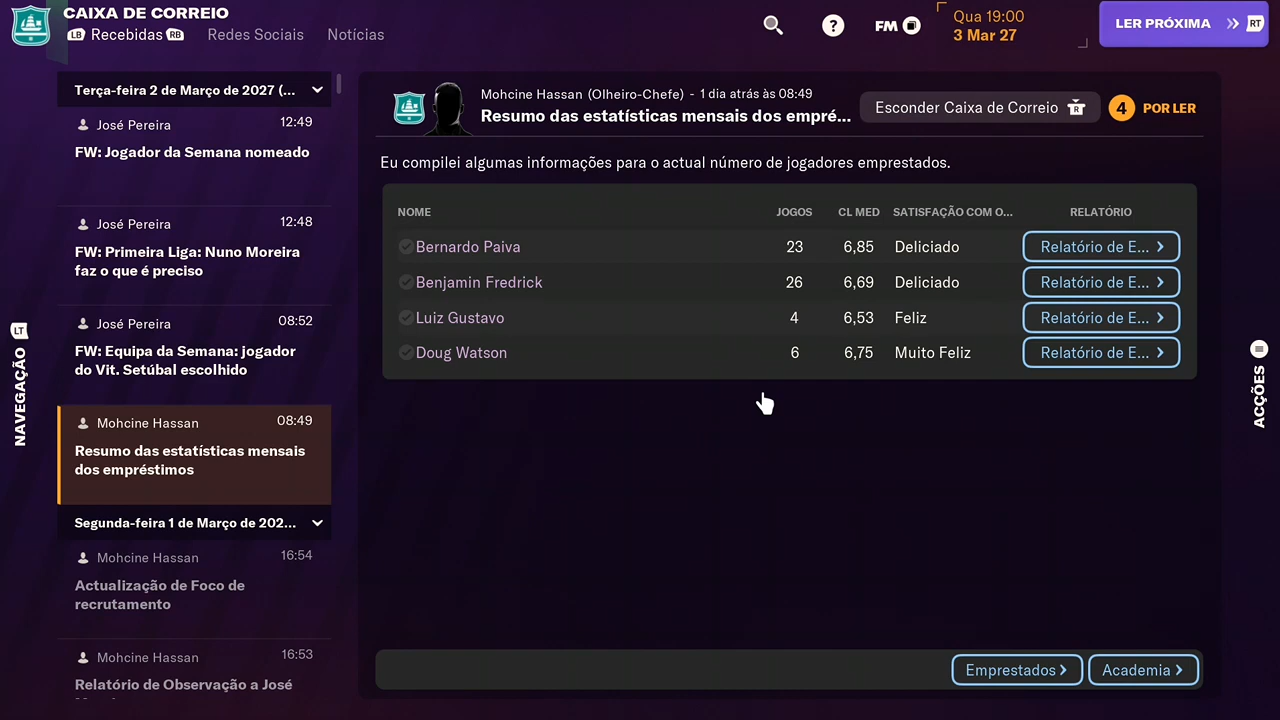 CAIXA DE CORREIO
LB Recebidas RB Redes Sociais Notícias
? FM
Qua 19:00
3 Mar 27
LER PRÓXIMA RT
Terça-feira 2 de Março de 2027 (...
José Pereira 12:49
FW: Jogador da Semana nomeado
José Pereira 12:48
FW: Primeira Liga: Nuno Moreira
faz o que é preciso
José Pereira 08:52
FW: Equipa da Semana: jogador
do Vit. Setúbal escolhido
Mohcine Hassan 08:49
Resumo das estatísticas mensais
dos empréstimos
Segunda-feira 1 de Março de 202...
Mohcine Hassan 16:54
Actualização de Foco de
recrutamento
Mohcine Hassan 16:53
Relatório de Observação a José
LT
NAVEGAÇÃO
Mohcine Hassan (Olheiro-Chefe) - 1 dia atrás às 08:49
Resumo das estatísticas mensais dos empré...
Esconder Caixa de Correio R
4 POR LER
Eu compilei algumas informações para o actual número de jogadores emprestados.
NOME JOGOS CL MED SATISFAÇÃO COM O... RELATÓRIO
Bernardo Paiva 23 6,85 Deliciado Relatório de E...
Benjamin Fredrick 26 6,69 Deliciado Relatório de E...
Luiz Gustavo 4 6,53 Feliz Relatório de E...
Doug Watson 6 6,75 Muito Feliz Relatório de E...
Emprestados Academia
ACÇÕES